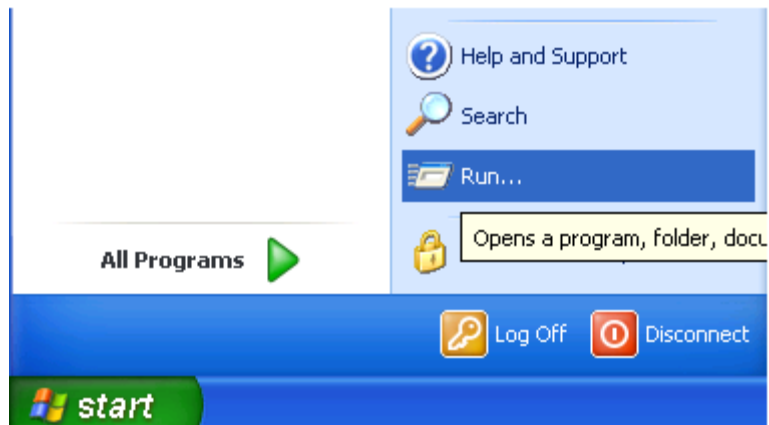 Help and Support
Search
Run...
Opens a program, folder, docu
All Programs
Log Off
Disconnect
start